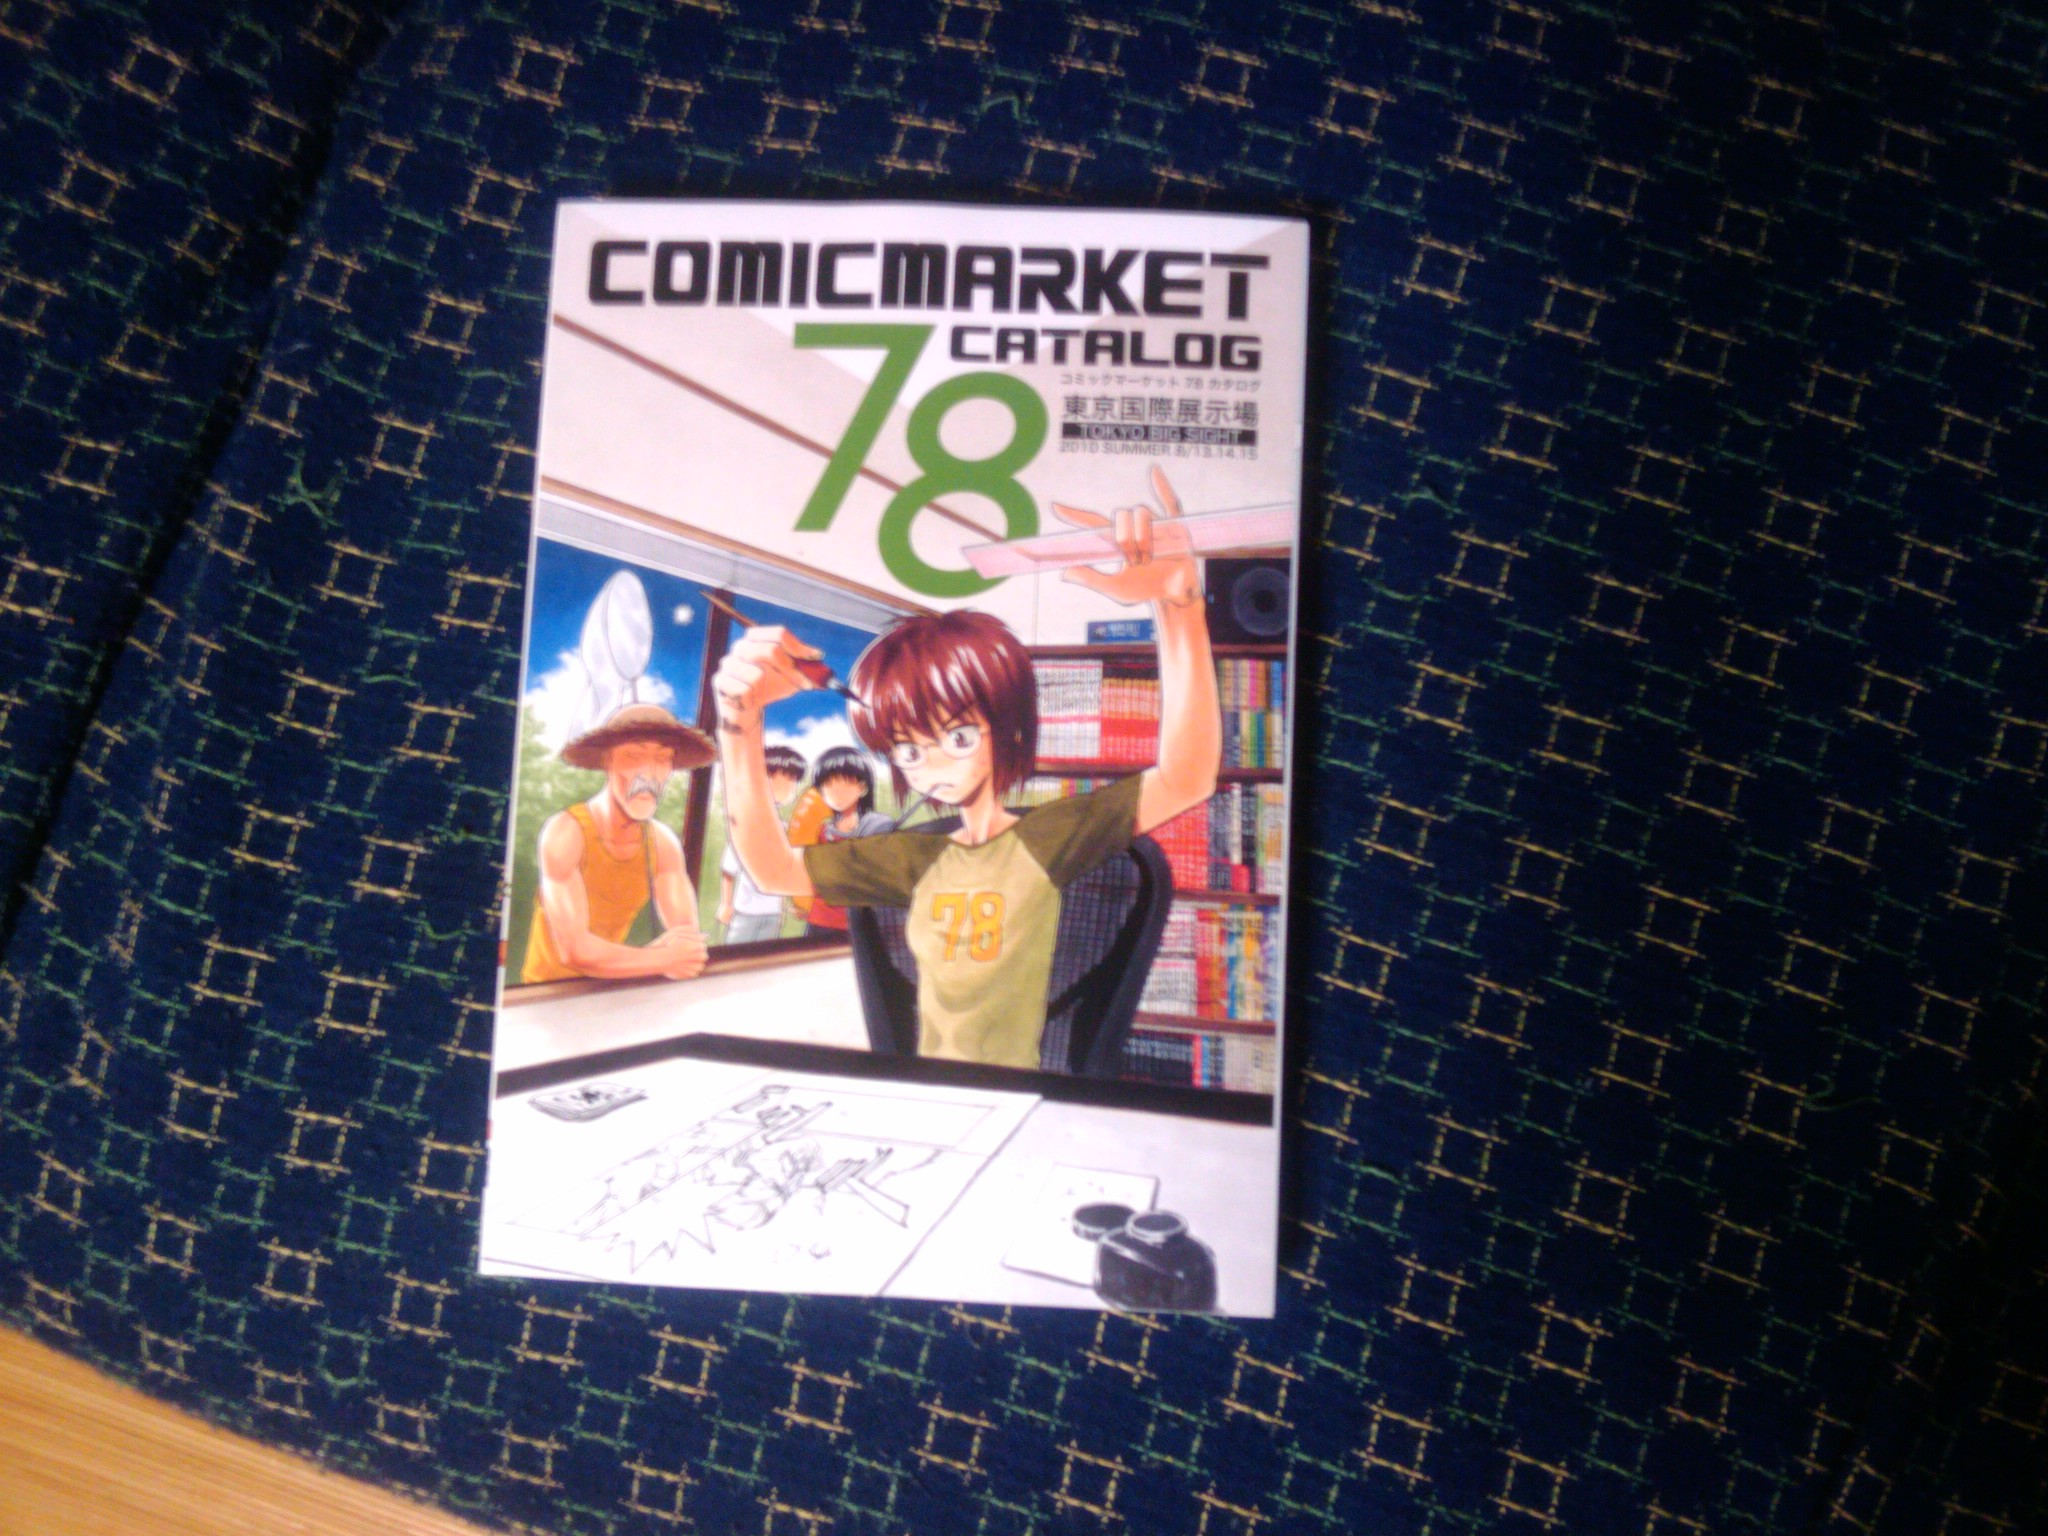 COMICMARKET
78
CATALOG
コミックマーケット 78 カタログ
東京国際展示場
TOKYO BIG SIGHT
2010 SUMMER 8/13.14.15
78